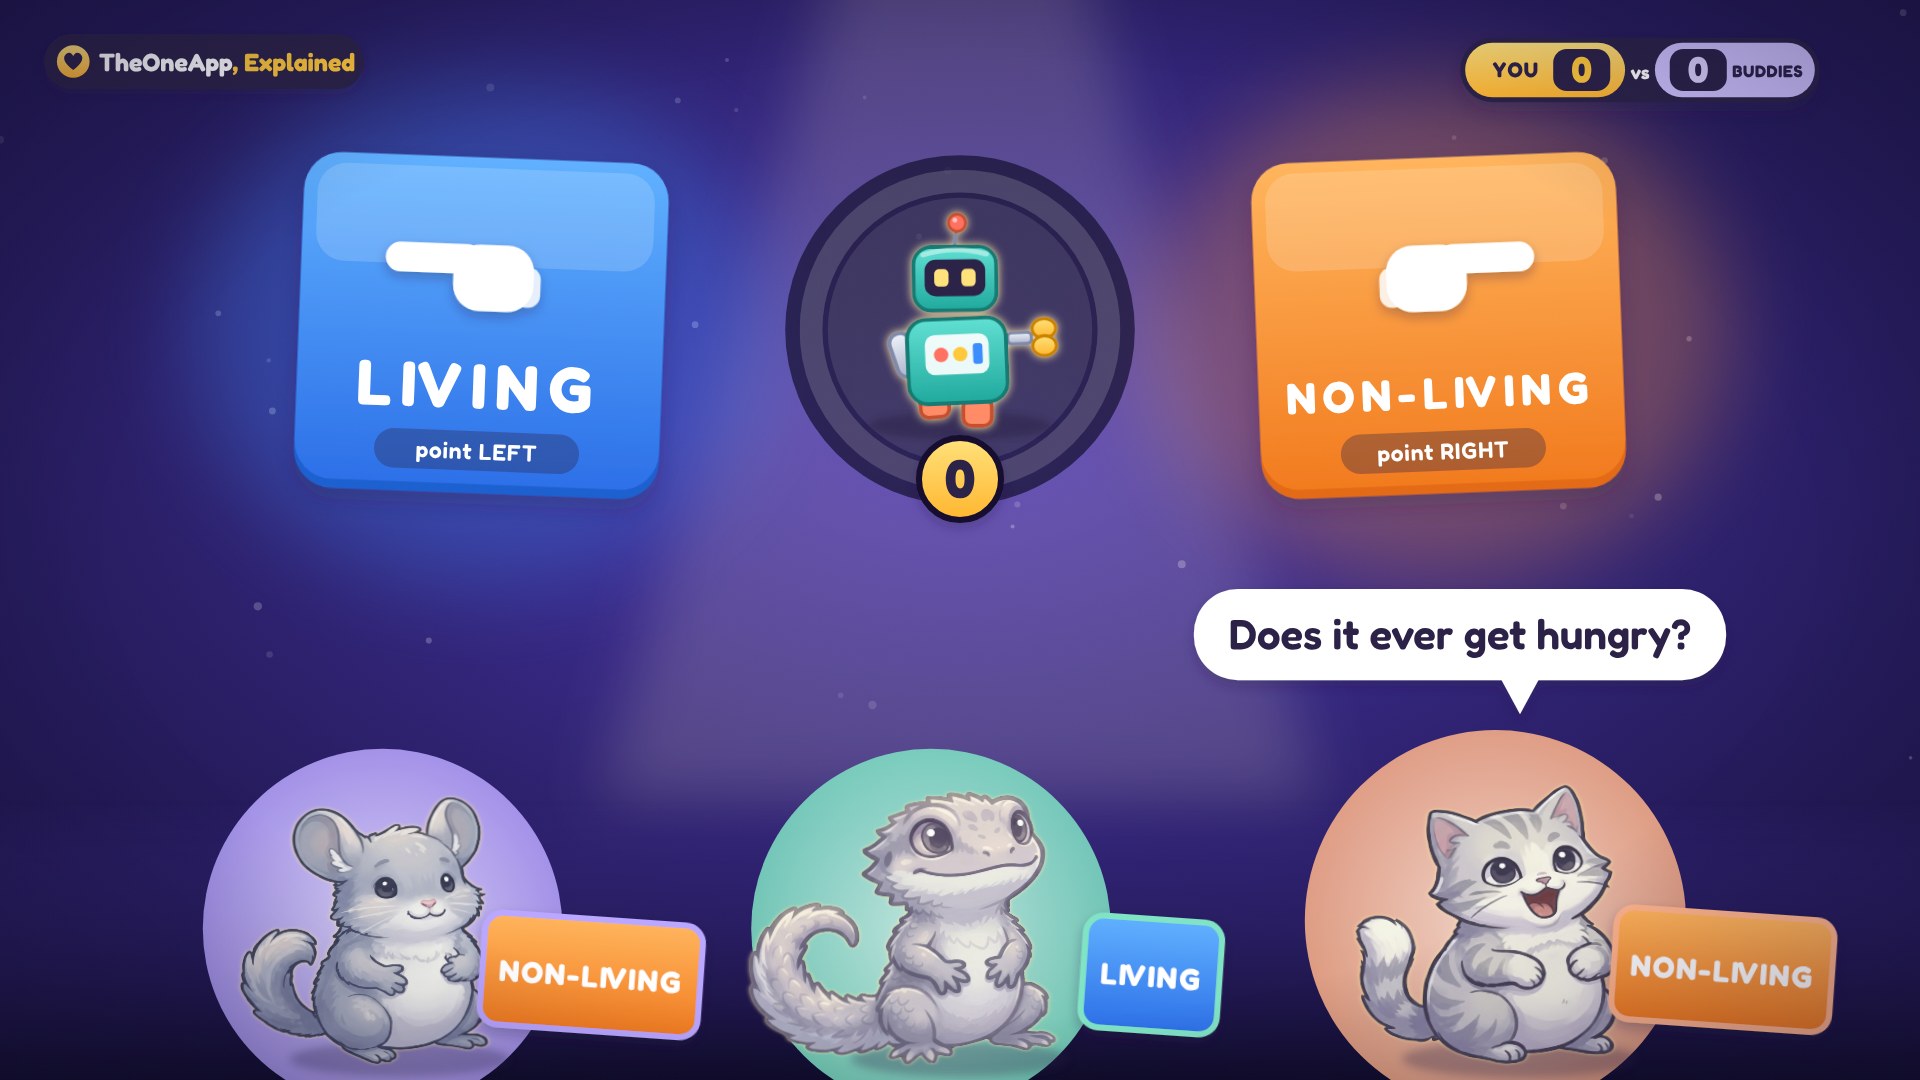 TheOneApp, Explained
YOU 0 vs 0 BUDDIES
LIVING
point LEFT
0
NON-LIVING
point RIGHT
Does it ever get hungry?
NON-LIVING
LIVING
NON-LIVING